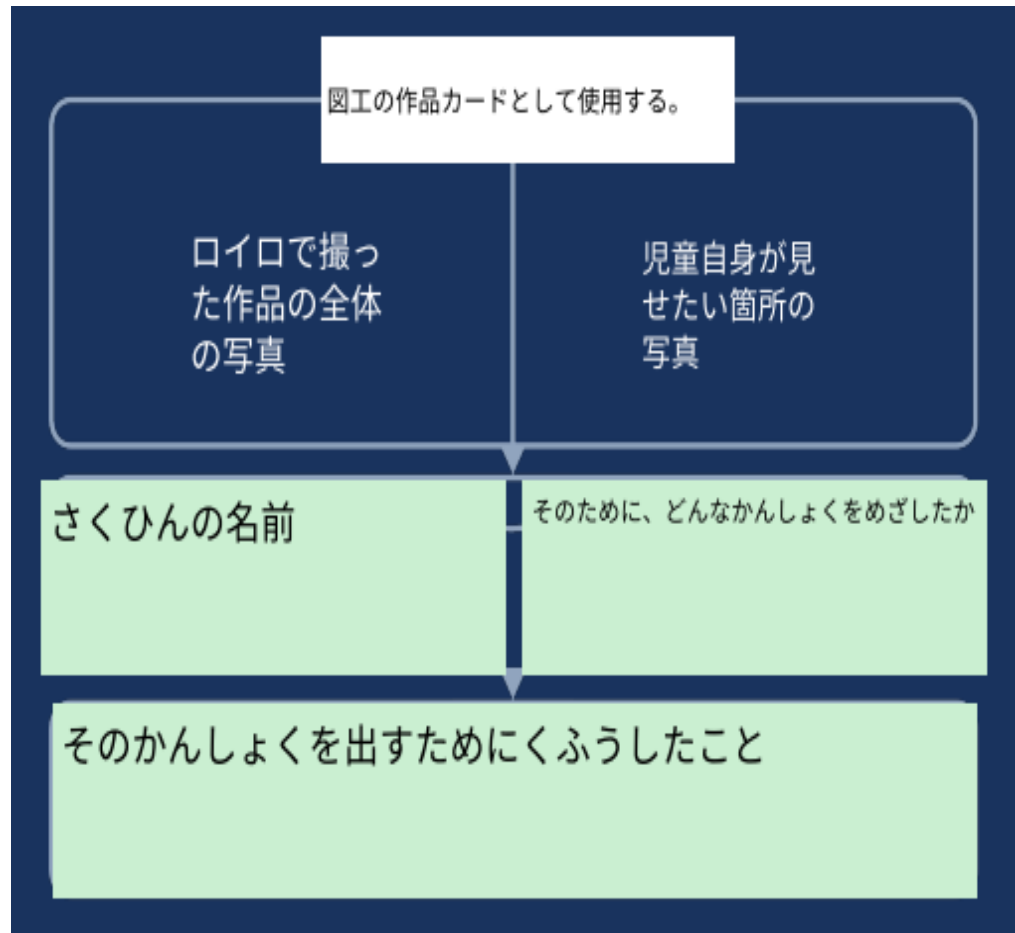 図工の作品カードとして使用する。
ロイロで撮っ
た作品の全体
の写真
児童自身が見
せたい箇所の
写真
さくひんの名前
そのために、どんなかんしょくをめざしたか
そのかんしょくを出すためにくふうしたこと